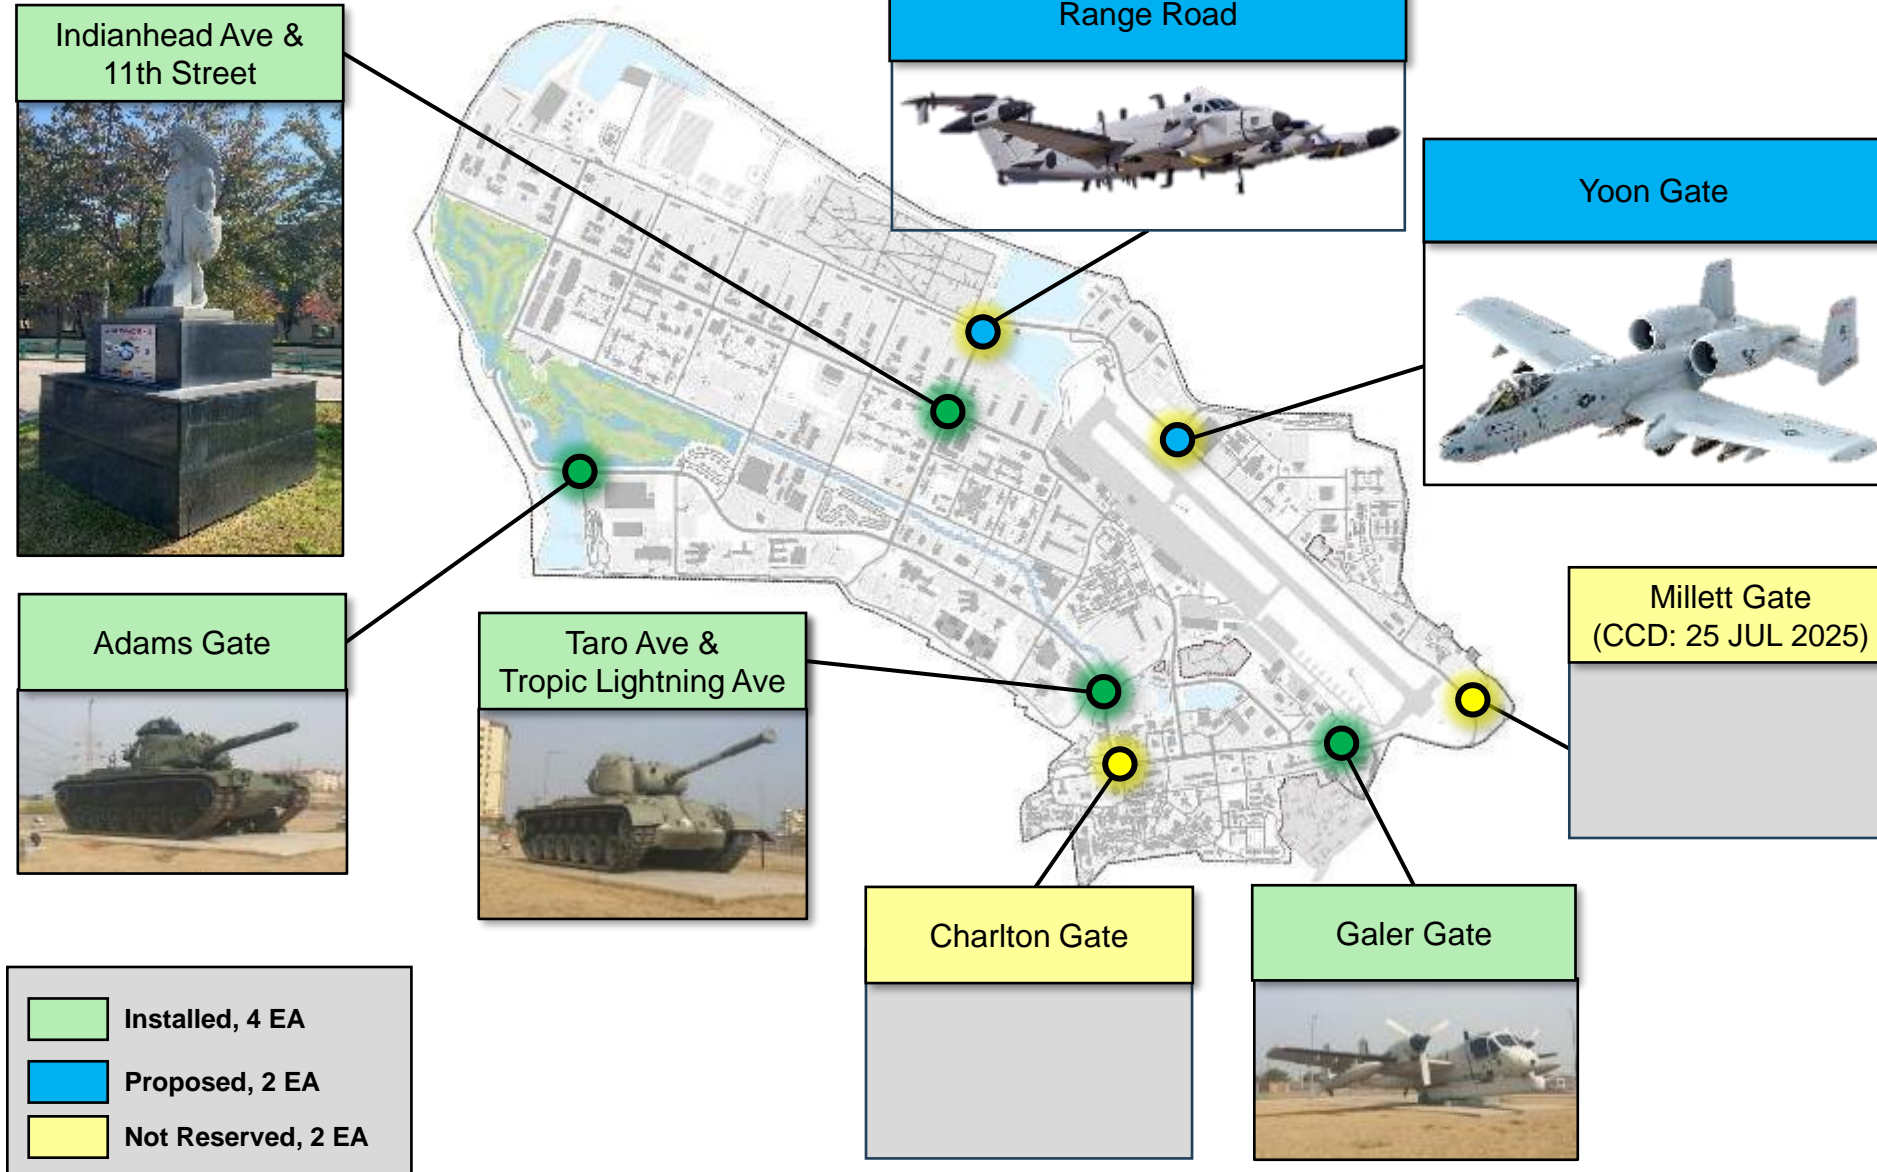 Indianhead Ave &
11th Street
Range Road
Yoon Gate
Adams Gate
Taro Ave &
Tropic Lightning Ave
Millett Gate
(CCD: 25 JUL 2025)
Charlton Gate
Galer Gate
Installed, 4 EA
Proposed, 2 EA
Not Reserved, 2 EA